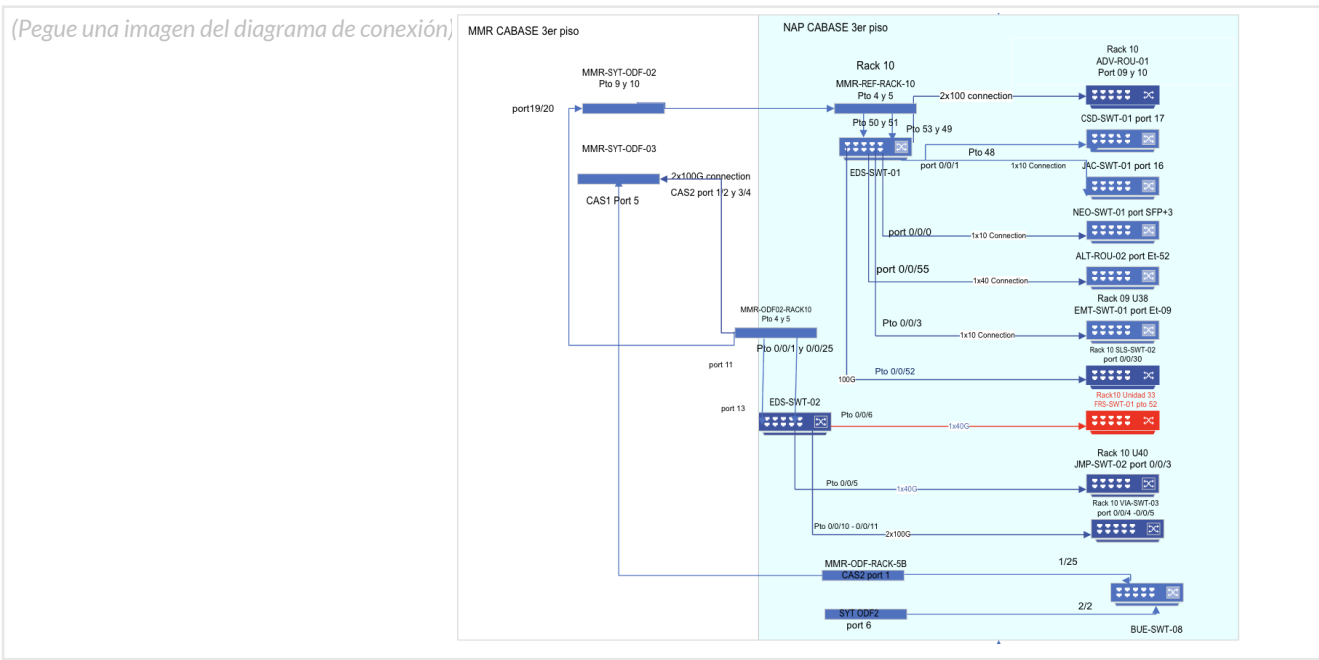 (Pegue una imagen del diagrama de conexión)
MMR CABASE 3er piso
NAP CABASE 3er piso
MMR-SYT-ODF-02
Pto 9 y 10
port19/20
MMR-SYT-ODF-03
2x100G connection
CAS2 port 1/2 y 3/4
CAS1 Port 5
Rack 10
MMR-REF-RACK-10
Pto 4 y 5
2x100 connection
Pto 50 y 51
Pto 53 y 49
EDS-SWT-01
Rack 10
ADV-ROU-01
Port 09 y 10
CSD-SWT-01 port 17
Pto 48
port 0/0/1
1x10 Connection
JAC-SWT-01 port 16
NEO-SWT-01 port SFP+3
port 0/0/0
1x10 Connection
ALT-ROU-02 port Et-52
port 0/0/55
1x40 Connection
Rack 09 U38
EMT-SWT-01 port Et-09
Pto 0/0/3
1x10 Connection
Rack 10 SLS-SWT-02
port 0/0/30
Pto 0/0/52
100G
MMR-ODF02-RACK10
Pto 4 y 5
Pto 0/0/1 y 0/0/25
port 11
port 13
EDS-SWT-02
Rack10 Unidad 33
FRS-SWT-01 pto 52
Pto 0/0/6
1x40G
Rack 10 U40
JMP-SWT-02 port 0/0/3
Pto 0/0/5
1x40G
Rack 10 VIA-SWT-03
port 0/0/4 -0/0/5
Pto 0/0/10 - 0/0/11
2x100G
MMR-ODF-RACK-5B
CAS2 port 1
1/25
SYT ODF2
port 6
2/2
BUE-SWT-08